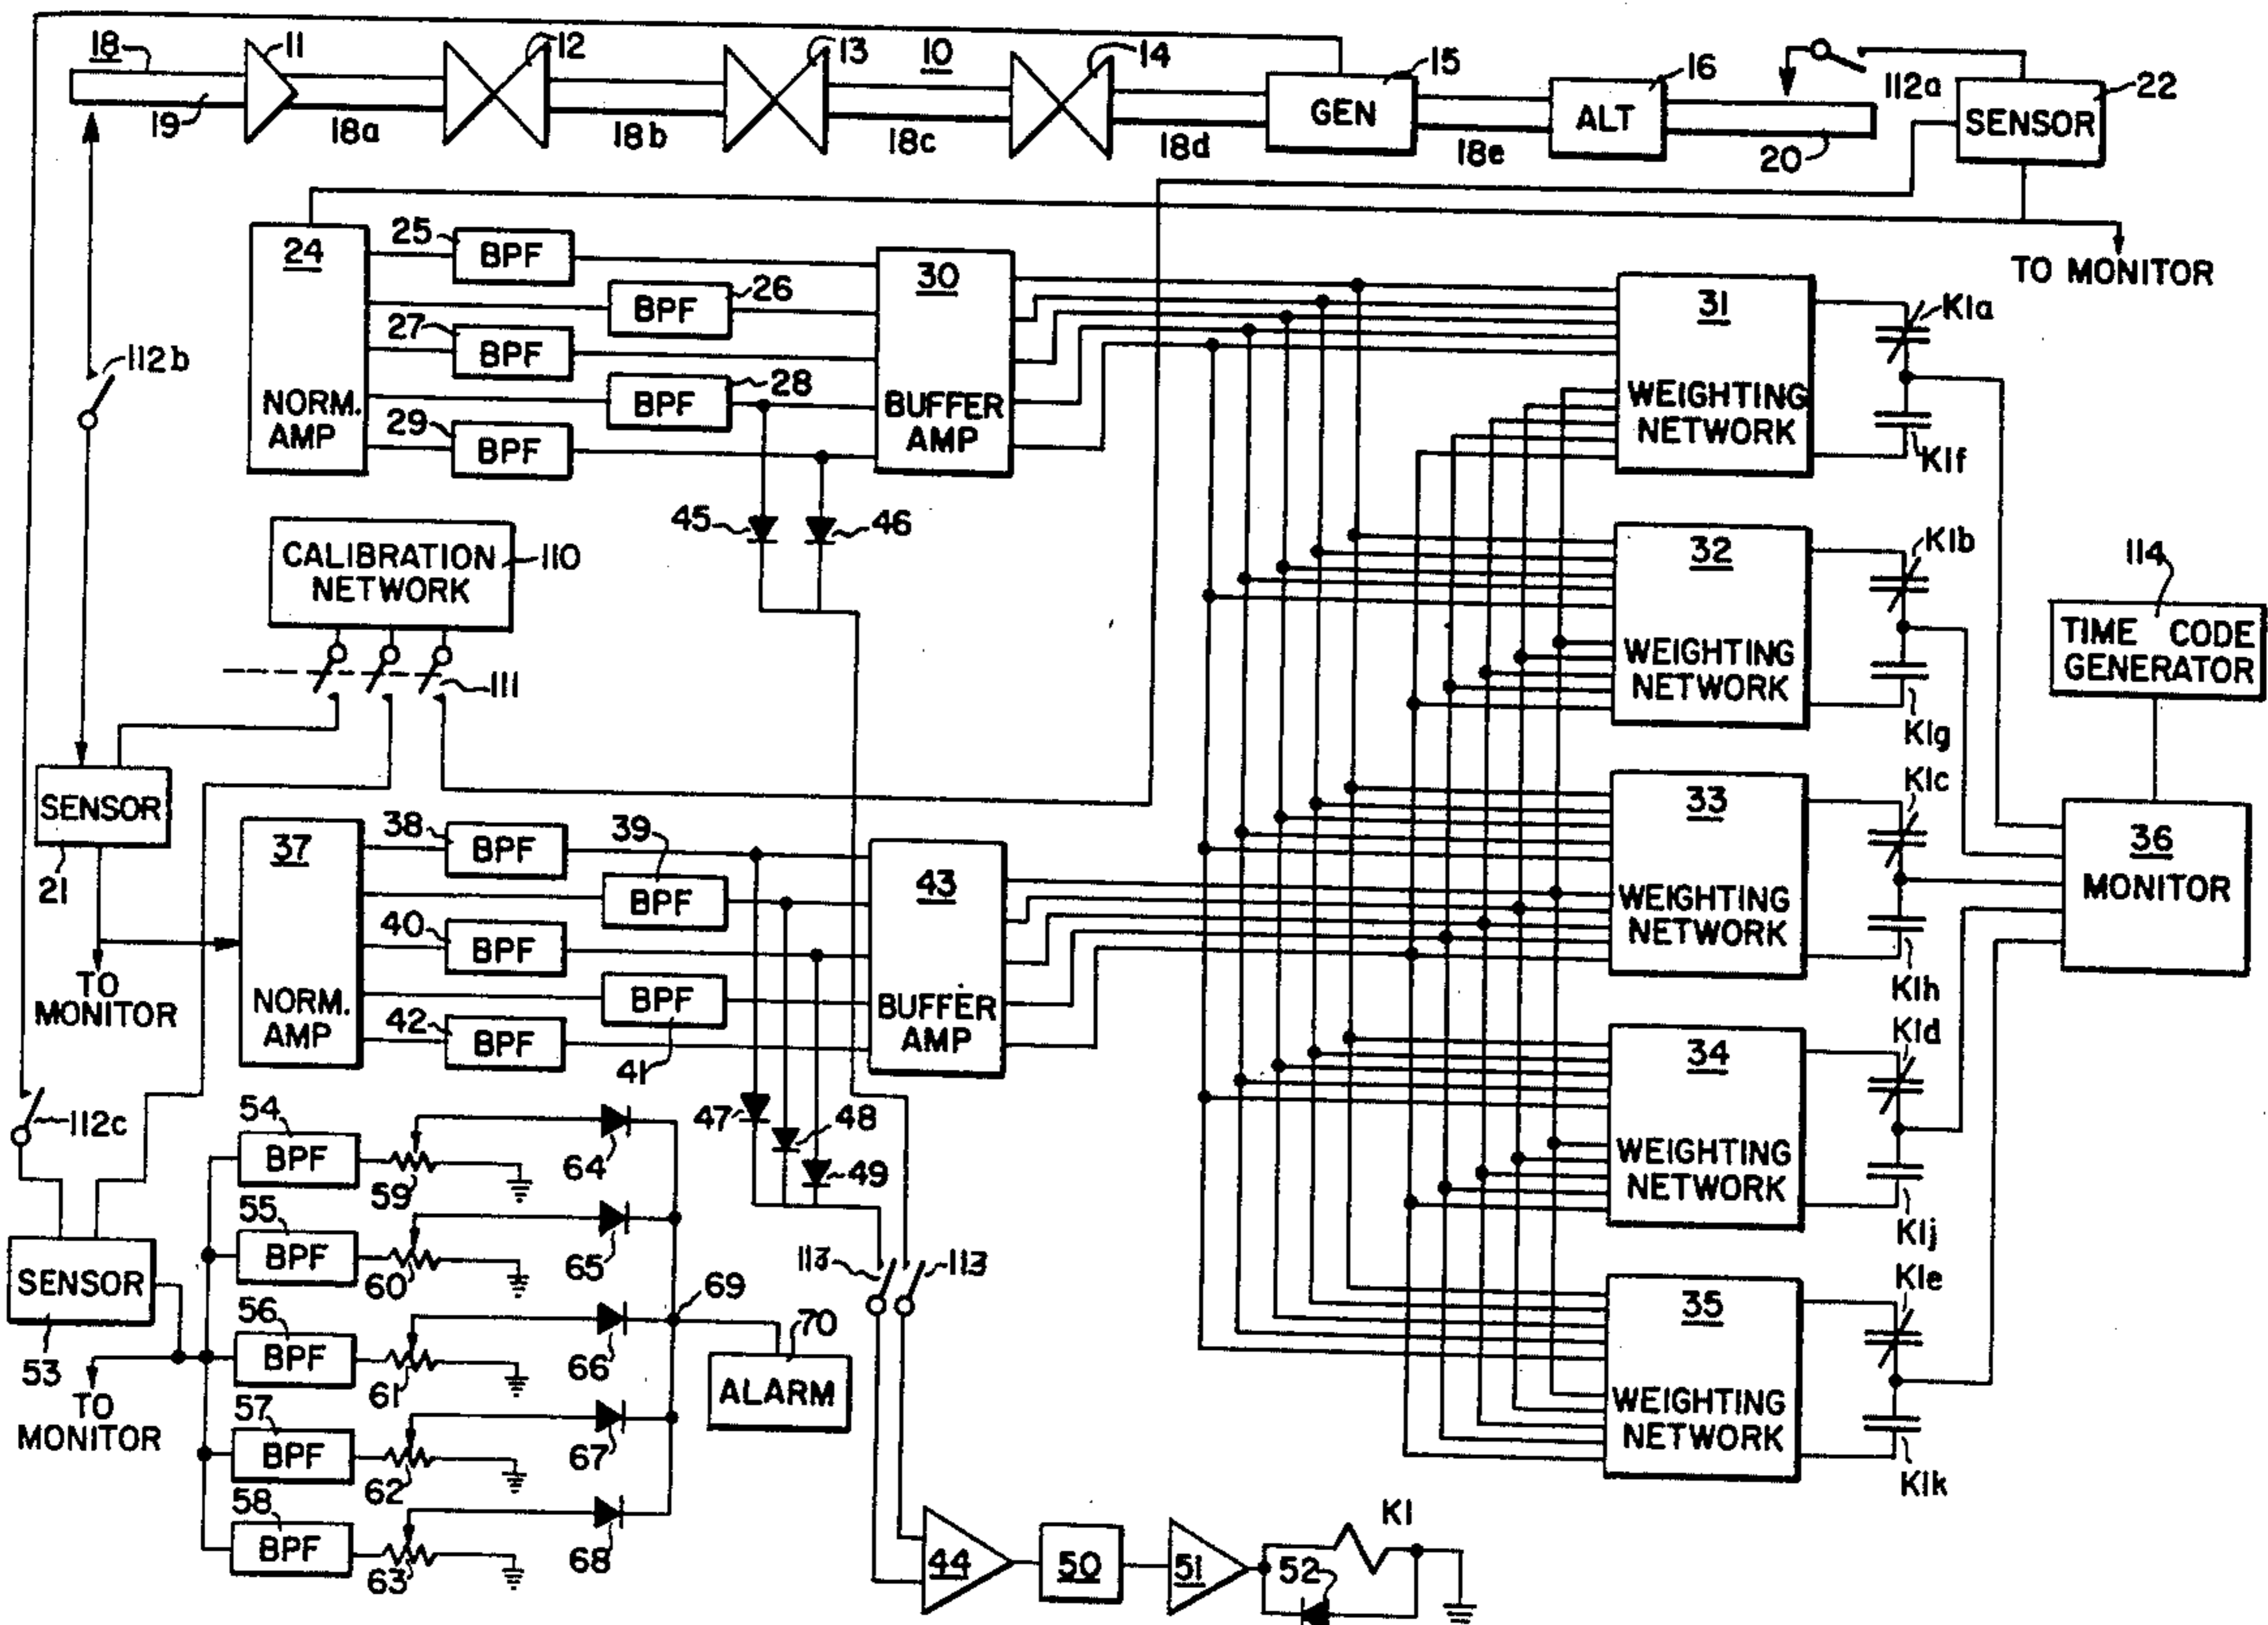 18
11
12
13
10
14
15
16
112a
22
19
18a
18b
18c
18d
GEN
18e
ALT
20
SENSOR
TO MONITOR
24
NORM.
AMP
25
BPF
BPF
26
27
BPF
BPF
28
29
BPF
30
BUFFER
AMP
31
WEIGHTING
NETWORK
K1a
K1f
112b
45
46
CALIBRATION
NETWORK
110
111
32
WEIGHTING
NETWORK
K1b
K1g
114
TIME CODE
GENERATOR
SENSOR
21
TO
MONITOR
37
NORM.
AMP
38
BPF
39
BPF
40
BPF
BPF
41
42
BPF
43
BUFFER
AMP
33
WEIGHTING
NETWORK
K1c
K1h
36
MONITOR
47
48
49
34
WEIGHTING
NETWORK
K1d
K1j
112c
SENSOR
53
TO
MONITOR
54
BPF
59
64
55
BPF
60
65
56
BPF
61
66
57
BPF
62
67
58
BPF
63
68
69
70
ALARM
113
113
35
WEIGHTING
NETWORK
K1e
K1k
44
50
51
52
K1